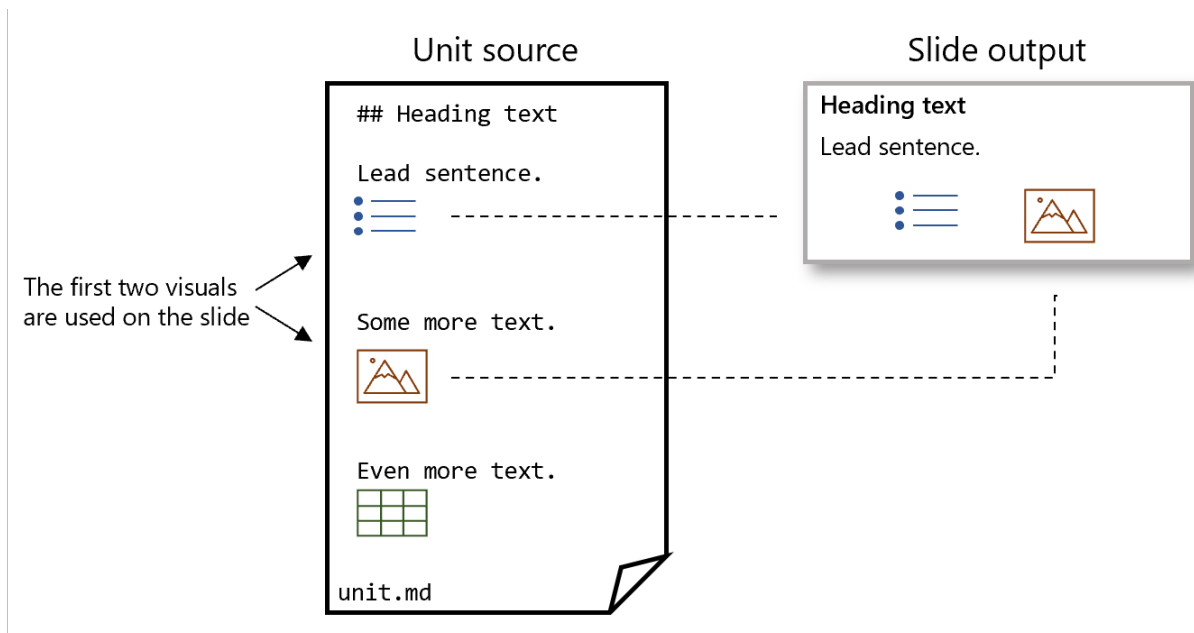 Unit source
## Heading text
Lead sentence.
Some more text.
Even more text.
unit.md
The first two visuals
are used on the slide
Slide output
Heading text
Lead sentence.